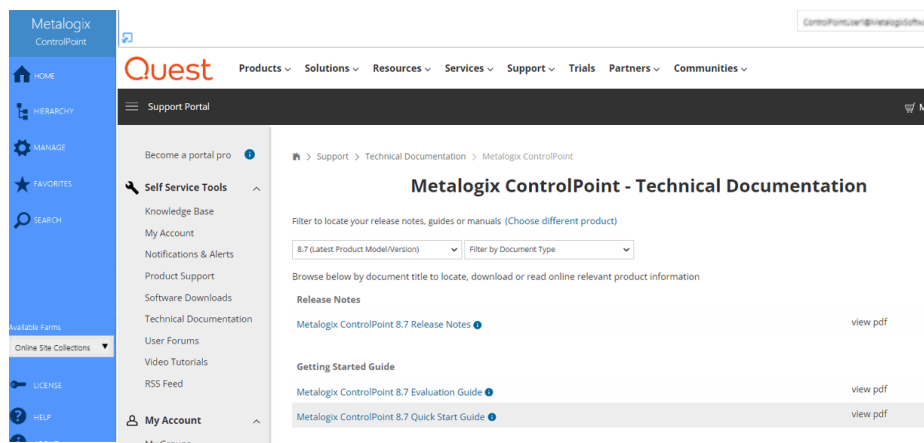 Metalogix
ControlPoint
HOME
HIERARCHY
MANAGE
FAVORITES
SEARCH
Available Farms
Online Site Collections
LICENSE
HELP
Quest
Products Solutions Resources Services Support Trials Partners Communities
Support Portal
Become a portal pro
Self Service Tools
Knowledge Base
My Account
Notifications & Alerts
Product Support
Software Downloads
Technical Documentation
User Forums
Video Tutorials
RSS Feed
My Account
> Support > Technical Documentation > Metalogix ControlPoint
Metalogix ControlPoint - Technical Documentation
Filter to locate your release notes, guides or manuals (Choose different product)
8.7 (Latest Product Model/Version) Filter by Document Type
Browse below by document title to locate, download or read online relevant product information
Release Notes
Metalogix ControlPoint 8.7 Release Notes view pdf
Getting Started Guide
Metalogix ControlPoint 8.7 Evaluation Guide view pdf
Metalogix ControlPoint 8.7 Quick Start Guide view pdf